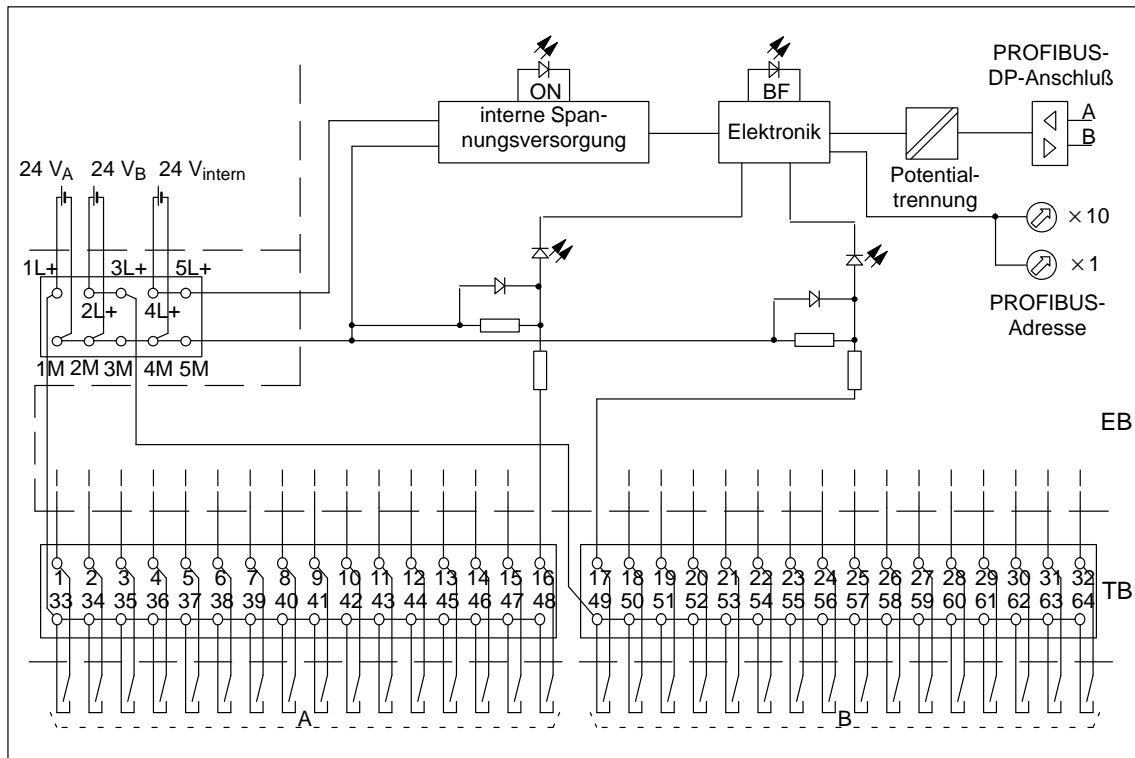 PROFIBUS-
DP-Anschluß
ON
BF
interne Span-
nungsversorgung
Elektronik
A
B
24 VA
24 VB
24 Vintern
Potential-
trennung
×10
×1
PROFIBUS-
Adresse
1L+
3L+
5L+
2L+
4L+
1M
2M
3M
4M
5M
EB
1 2 3 4 5 6 7 8 9 10 11 12 13 14 15 16
17 18 19 20 21 22 23 24 25 26 27 28 29 30 31 32
33 34 35 36 37 38 39 40 41 42 43 44 45 46 47 48
49 50 51 52 53 54 55 56 57 58 59 60 61 62 63 64
TB
A
B